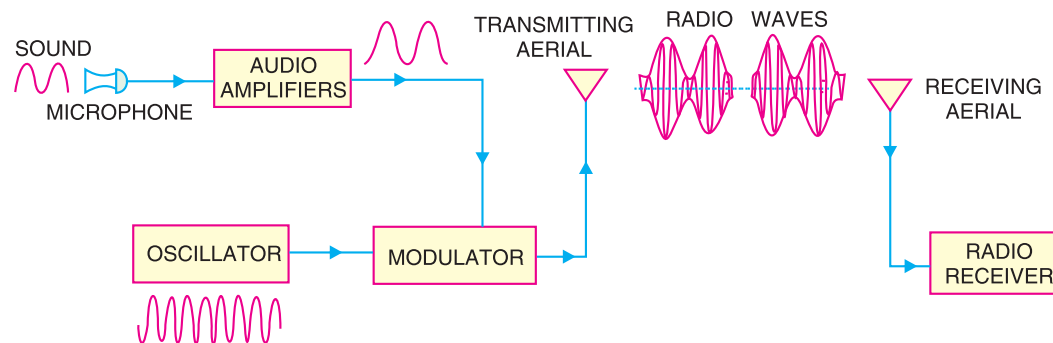 SOUND
MICROPHONE
AUDIO
AMPLIFIERS
TRANSMITTING
AERIAL
RADIO WAVES
RECEIVING
AERIAL
OSCILLATOR
MODULATOR
RADIO
RECEIVER